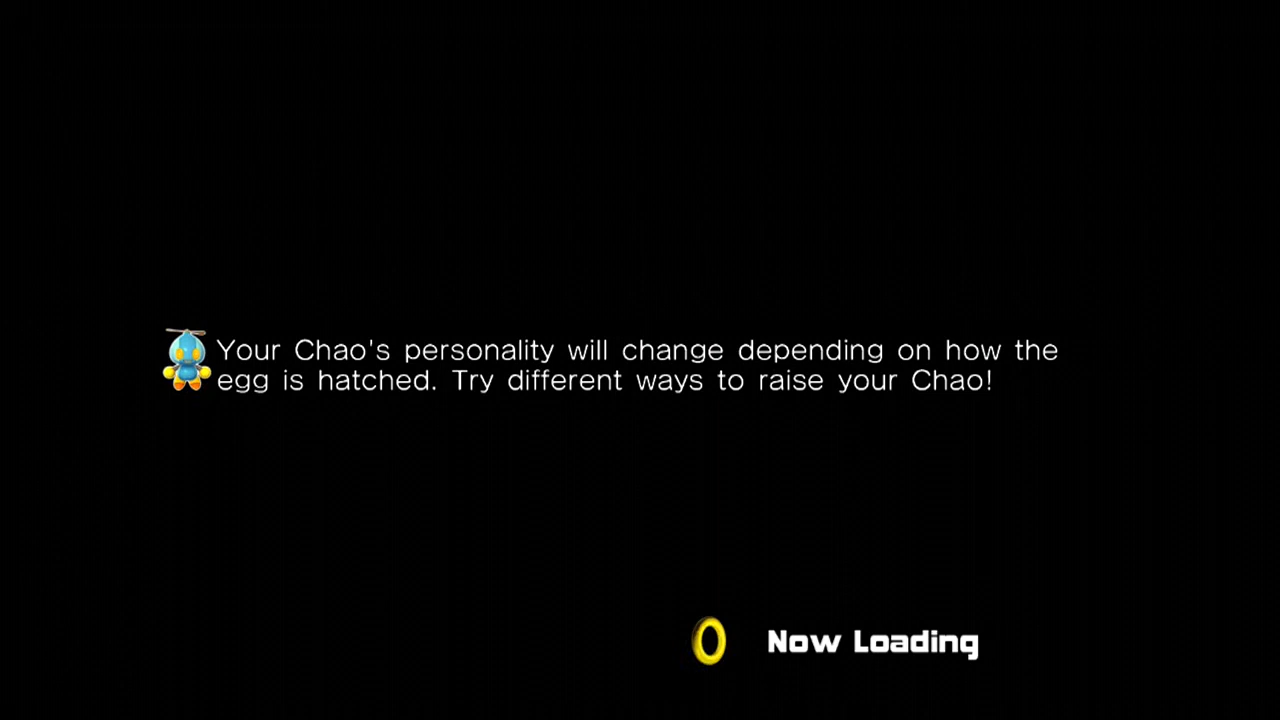 Your Chao's personality will change depending on how the
egg is hatched. Try different ways to raise your Chao!
Now Loading